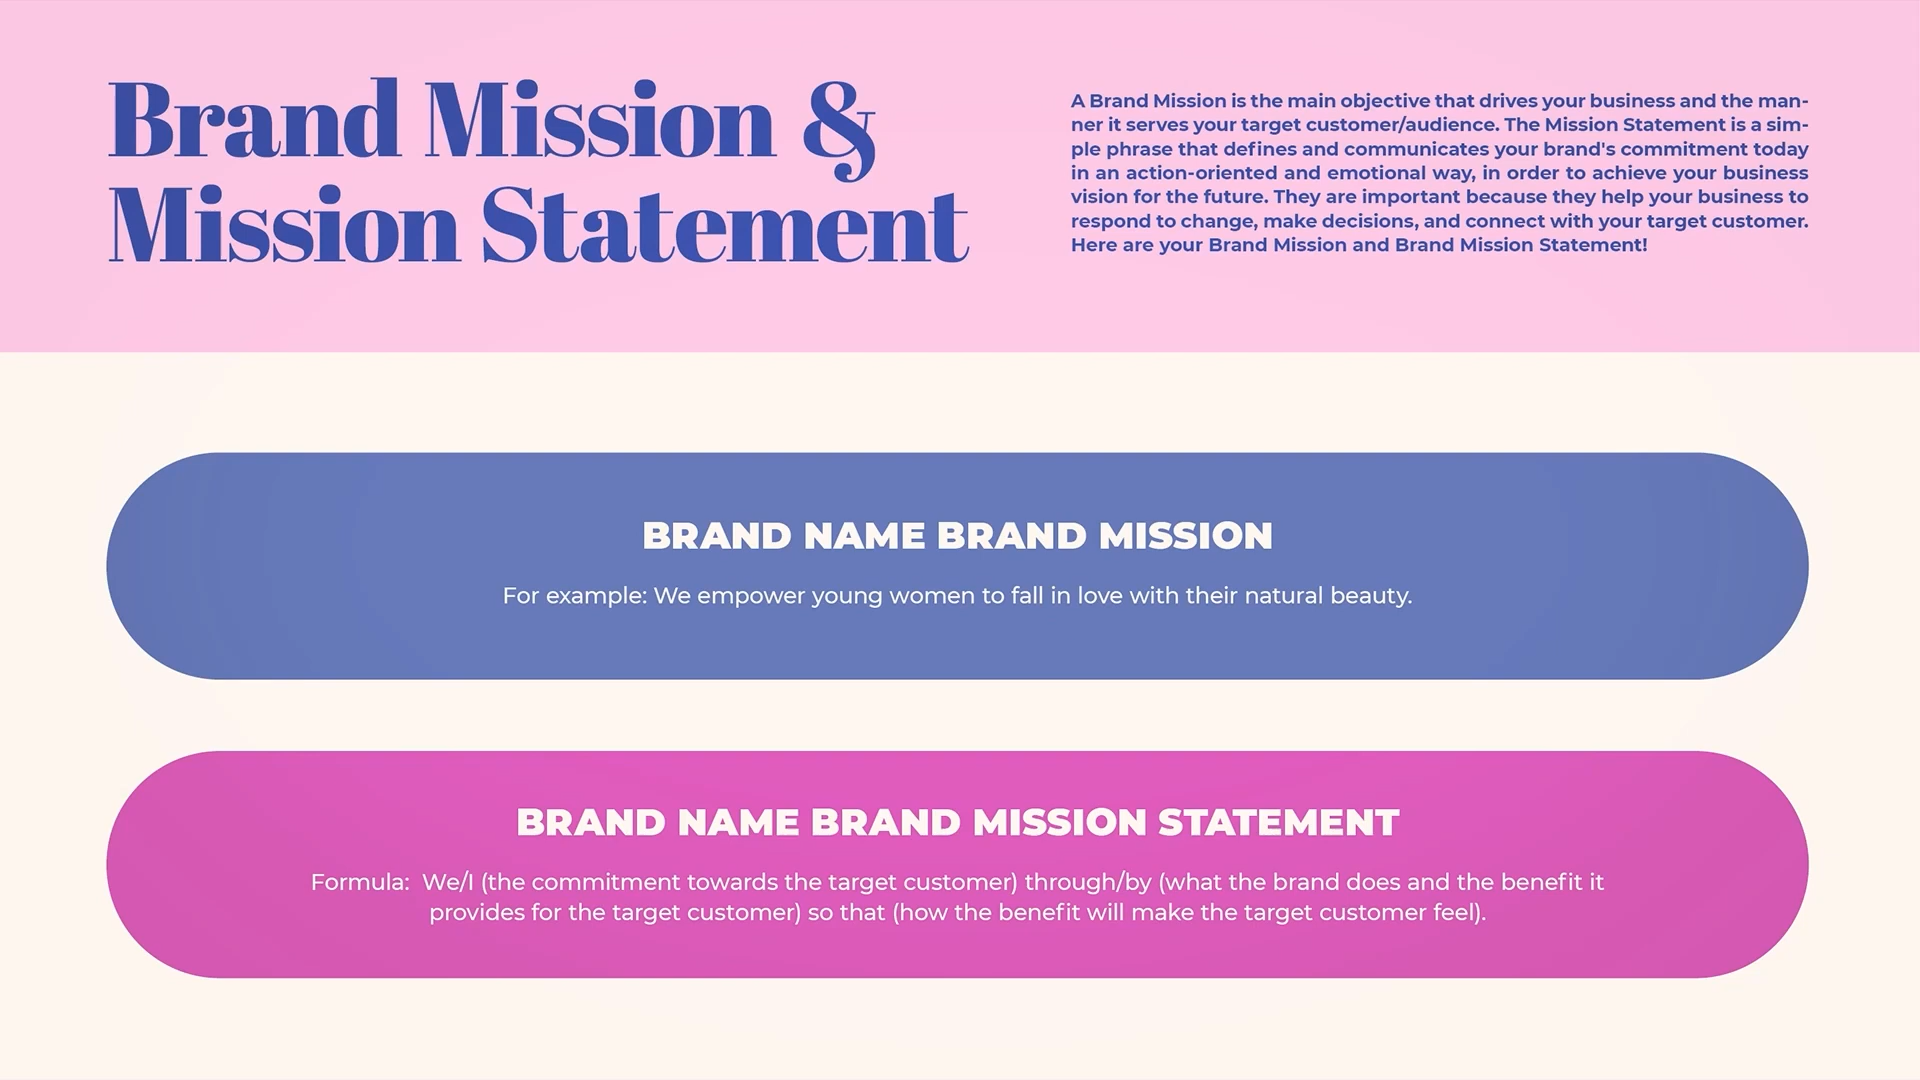 Brand Mission &
Mission Statement
A Brand Mission is the main objective that drives your business and the man-
ner it serves your target customer/audience. The Mission Statement is a sim-
ple phrase that defines and communicates your brand's commitment today
in an action-oriented and emotional way, in order to achieve your business
vision for the future. They are important because they help your business to
respond to change, make decisions, and connect with your target customer.
Here are your Brand Mission and Brand Mission Statement!
BRAND NAME BRAND MISSION
For example: We empower young women to fall in love with their natural beauty.
BRAND NAME BRAND MISSION STATEMENT
Formula:  We/I (the commitment towards the target customer) through/by (what the brand does and the benefit it
provides for the target customer) so that (how the benefit will make the target customer feel).